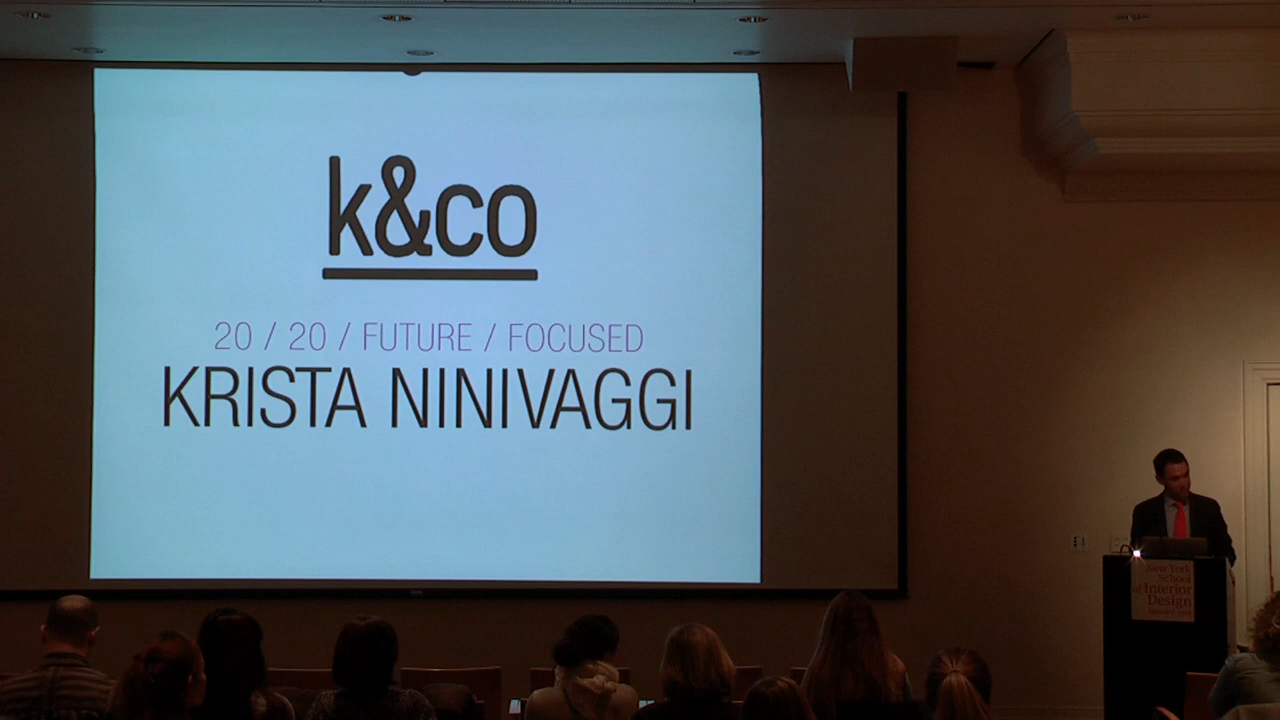 k&co
20 / 20 / FUTURE / FOCUSED
KRISTA NINIVAGGI
New York
School
of Interior
Design